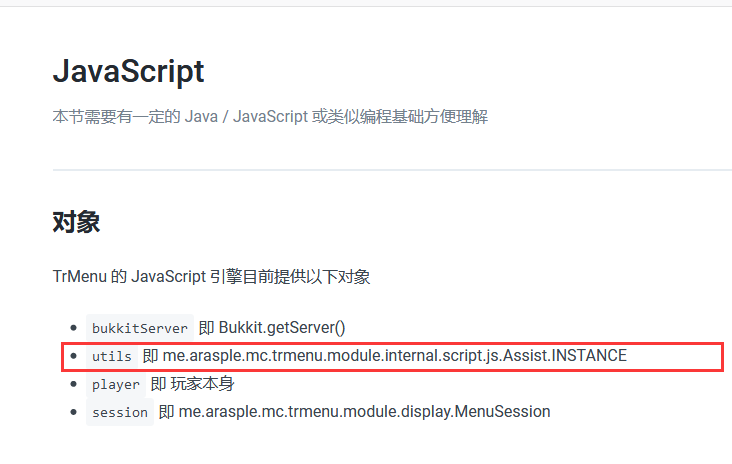 JavaScript
本节需要有一定的 Java / JavaScript 或类似编程基础方便理解
对象
TrMenu 的 JavaScript 引擎目前提供以下对象
bukkitServer 即 Bukkit.getServer()
utils 即 me.arasple.mc.trmenu.module.internal.script.js.Assist.INSTANCE
player 即 玩家本身
session 即 me.arasple.mc.trmenu.module.display.MenuSession